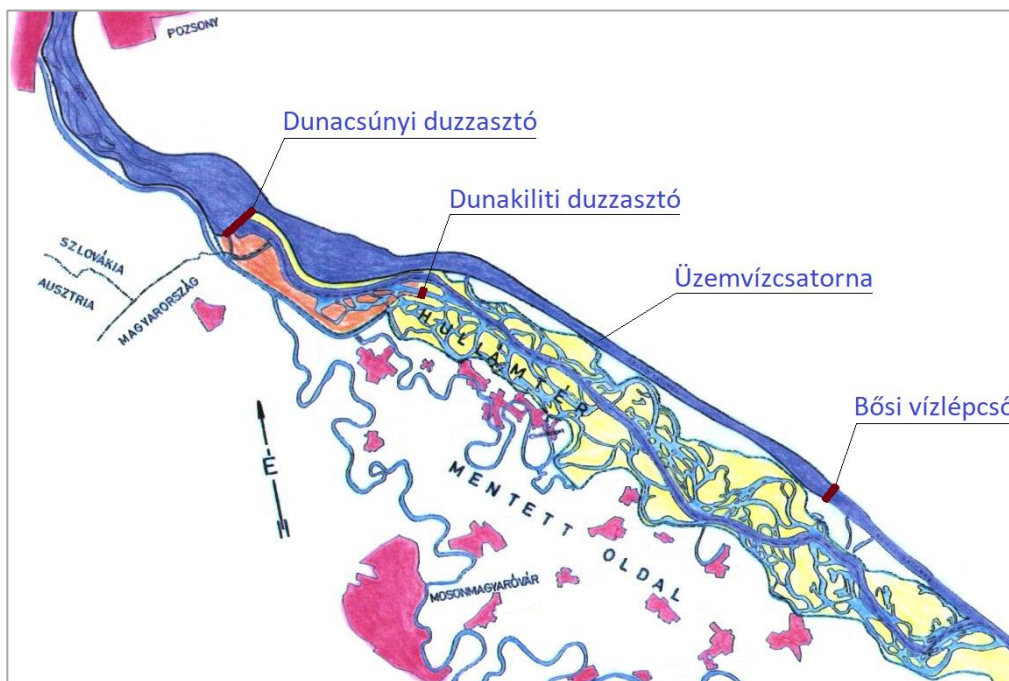 POZSONY
Dunacsúnyi duzzasztó
Dunakiliti duzzasztó
SZLOVÁKIA
AUSZTRIA
MAGYARORSZÁG
Üzemvízcsatorna
HULLÁMTÉR
Bősi vízlépcső
É
MENTETT OLDAL
MOSONMAGYARÓVÁR